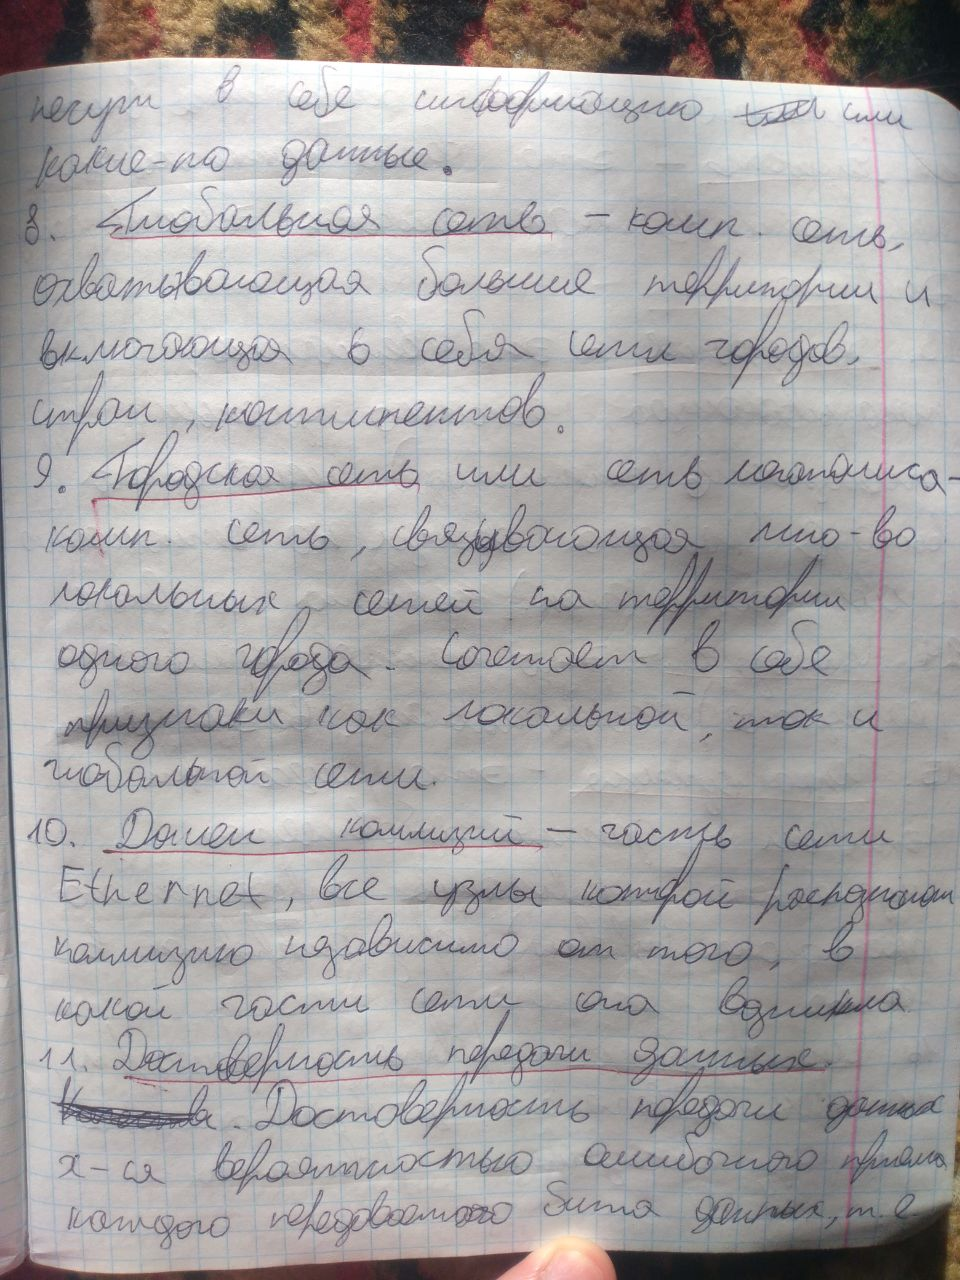 несут в себе информацию или
какие-то данные.
8. Глобальная сеть – комп. сеть,
охватывающая большие территории и
включающая в себя сети городов,
стран, континентов.
9. Городская сеть или сеть мегаполиса-
комп. сеть, связывающая мно-во
локальных сетей на территории
одного города. Сочетает в себе
признаки как локальной, так и
глобальной сети.
10. Домен коллизий – часть сети
Ethernet, все узлы которой распознают
коллизию независимо от того, в
какой части сети она возникла
11. Достоверность передачи данных.
Достоверность передачи данных
х-ся вероятностью ошибочного приема
каждого передаваемого бита данных, т. е.